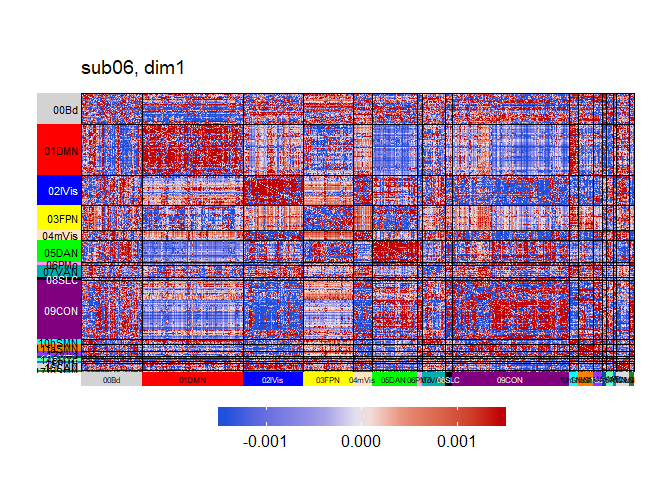 sub06, dim1
00Bd
01DMN
02lVis
03FPN
04mVis
05DAN
07VAN
08SLC
09CON
00Bd
01DMN
02lVis
03FPN
04mVis
05DAN
08SLC
09CON
-0.001
0.000
0.001